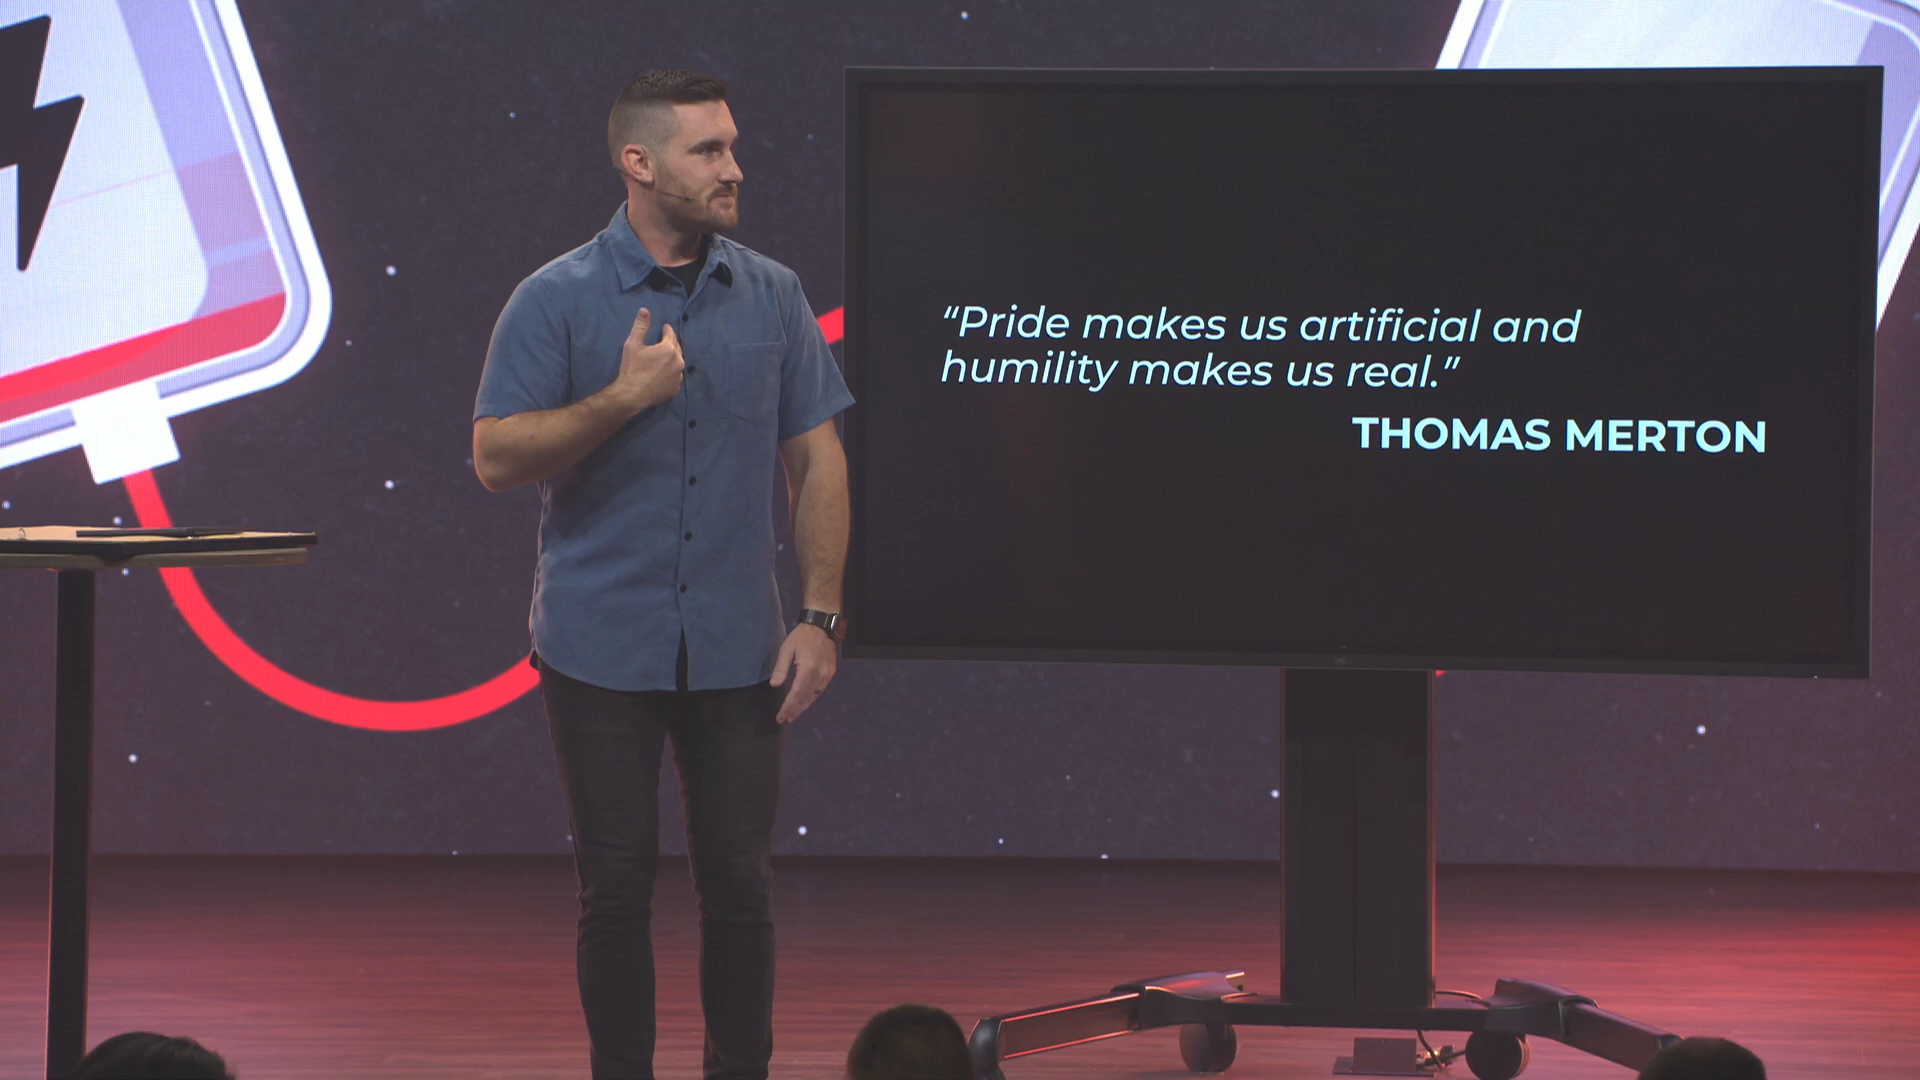 “Pride makes us artificial and
humility makes us real.”
THOMAS MERTON